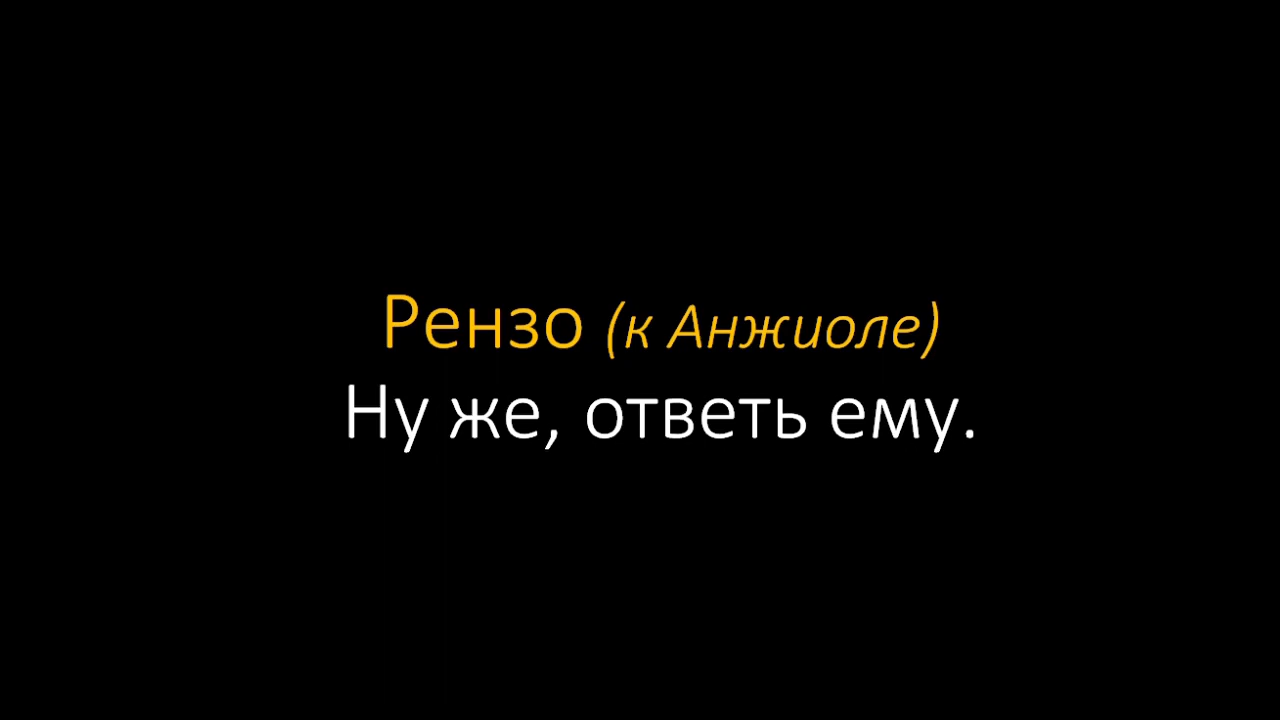 Рензо (к Анжиоле)
Ну же, ответь ему.